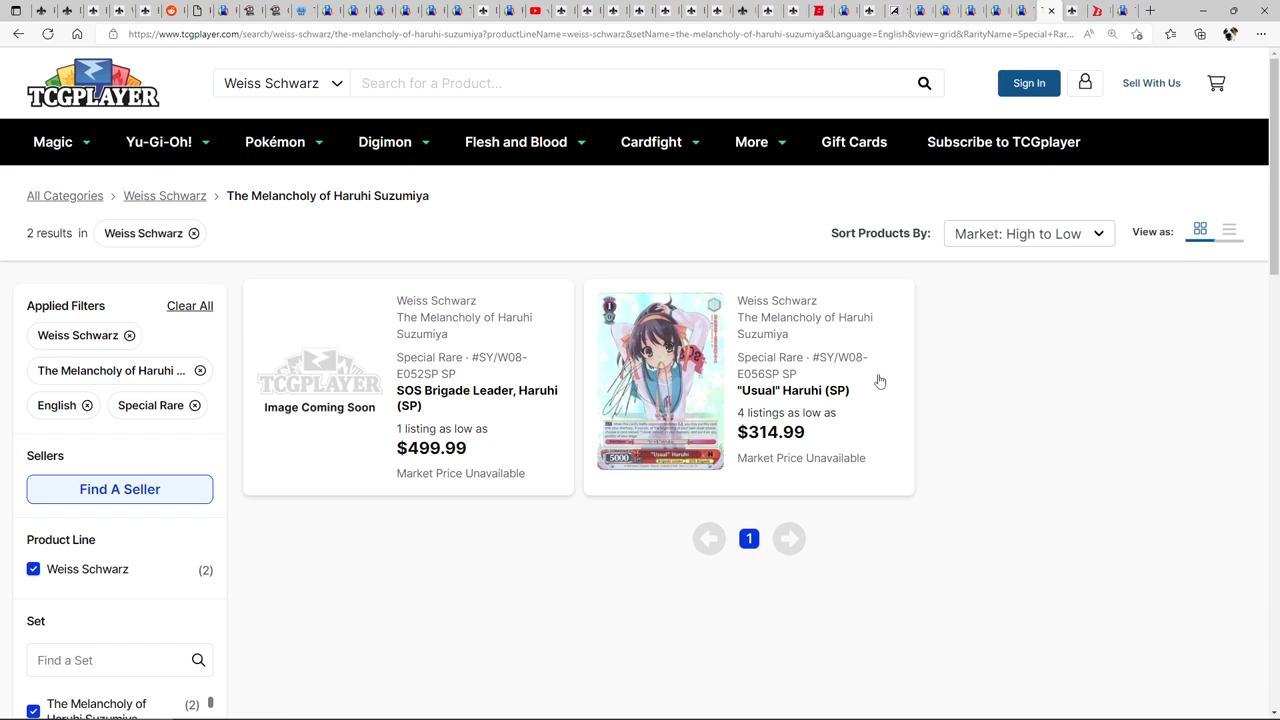 https://www.tcgplayer.com/search/weiss-schwarz/the-melancholy-of-haruhi-suzumiya?productLineName=weiss-schwarz&setName=the-melancholy-of-haruhi-suzumiya&Language=English&view=grid&RarityName=Special+Rar...
TCGPLAYER
Weiss Schwarz
Search for a Product...
Sign In
Sell With Us
Magic
Yu-Gi-Oh!
Pokémon
Digimon
Flesh and Blood
Cardfight
More
Gift Cards
Subscribe to TCGplayer
All Categories > Weiss Schwarz > The Melancholy of Haruhi Suzumiya
2 results in Weiss Schwarz
Sort Products By: Market: High to Low
View as:
Applied Filters
Clear All
Weiss Schwarz
The Melancholy of Haruhi ...
English
Special Rare
Sellers
Find A Seller
Product Line
Weiss Schwarz (2)
Set
Find a Set
The Melancholy of (2)
Haruhi Suzumiya
TCGPLAYER
Image Coming Soon
Weiss Schwarz
The Melancholy of Haruhi
Suzumiya
Special Rare · #SY/W08-
E052SP SP
SOS Brigade Leader, Haruhi
(SP)
1 listing as low as
$499.99
Market Price Unavailable
5000
"Usual" Haruhi
Weiss Schwarz
The Melancholy of Haruhi
Suzumiya
Special Rare · #SY/W08-
E056SP SP
"Usual" Haruhi (SP)
4 listings as low as
$314.99
Market Price Unavailable
1